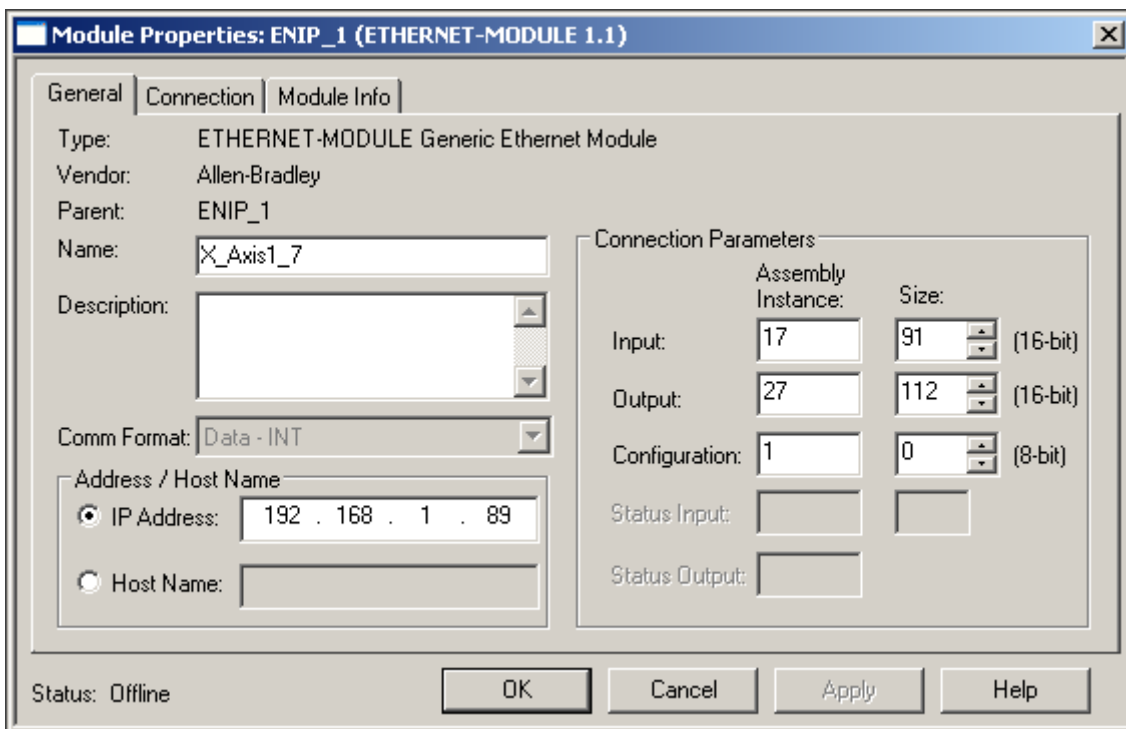 Module Properties: ENIP_1 (ETHERNET-MODULE 1.1)
General Connection Module Info
Type: ETHERNET-MODULE Generic Ethernet Module
Vendor: Allen-Bradley
Parent: ENIP_1
Name: X_Axis1_7
Description:
Comm Format: Data - INT
Address / Host Name
IP Address: 192 . 168 . 1 . 89
Host Name:
Connection Parameters
Assembly
Instance: Size:
Input: 17 91 (16-bit)
Output: 27 112 (16-bit)
Configuration: 1 0 (8-bit)
Status Input:
Status Output:
Status: Offline OK Cancel Apply Help